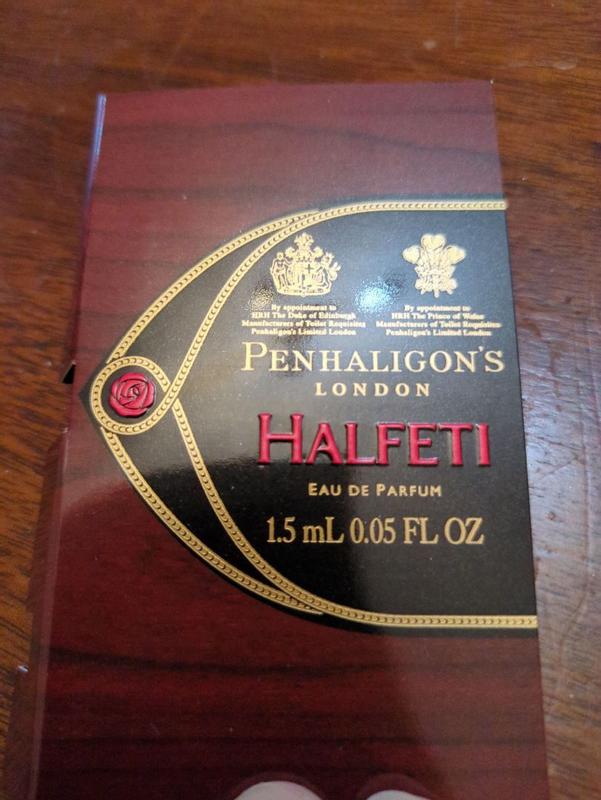 By appointment to
HRH The Duke of Edinburgh
Manufacturers of Toilet Requisites
Penhaligon's Limited London
By appointment to
HRH The Prince of Wales
Manufacturers of Toilet Requisites
Penhaligon's Limited London
PENHALIGON'S
LONDON
HALFETI
EAU DE PARFUM
1.5 mL 0.05 FL OZ